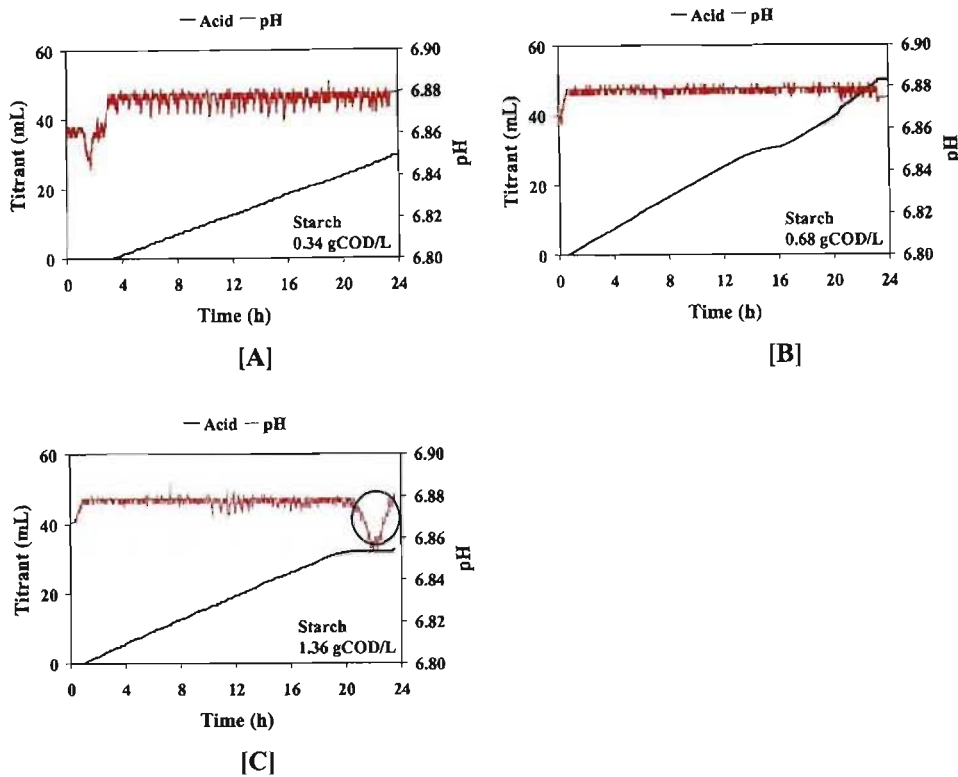 — Acid — pH
60
40
20
0
Titrant (mL)
6.90
6.88
6.86
6.84
6.82
6.80
pH
Starch
0.34 gCOD/L
0 4 8 12 16 20 24
Time (h)
[A]
— Acid — pH
60
40
20
0
Titrant (mL)
6.90
6.88
6.86
6.84
6.82
6.80
pH
Starch
0.68 gCOD/L
0 4 8 12 16 20 24
Time (h)
[B]
— Acid — pH
60
40
20
0
Titrant (mL)
6.90
6.88
6.86
6.84
6.82
6.80
pH
Starch
1.36 gCOD/L
0 4 8 12 16 20 24
Time (h)
[C]